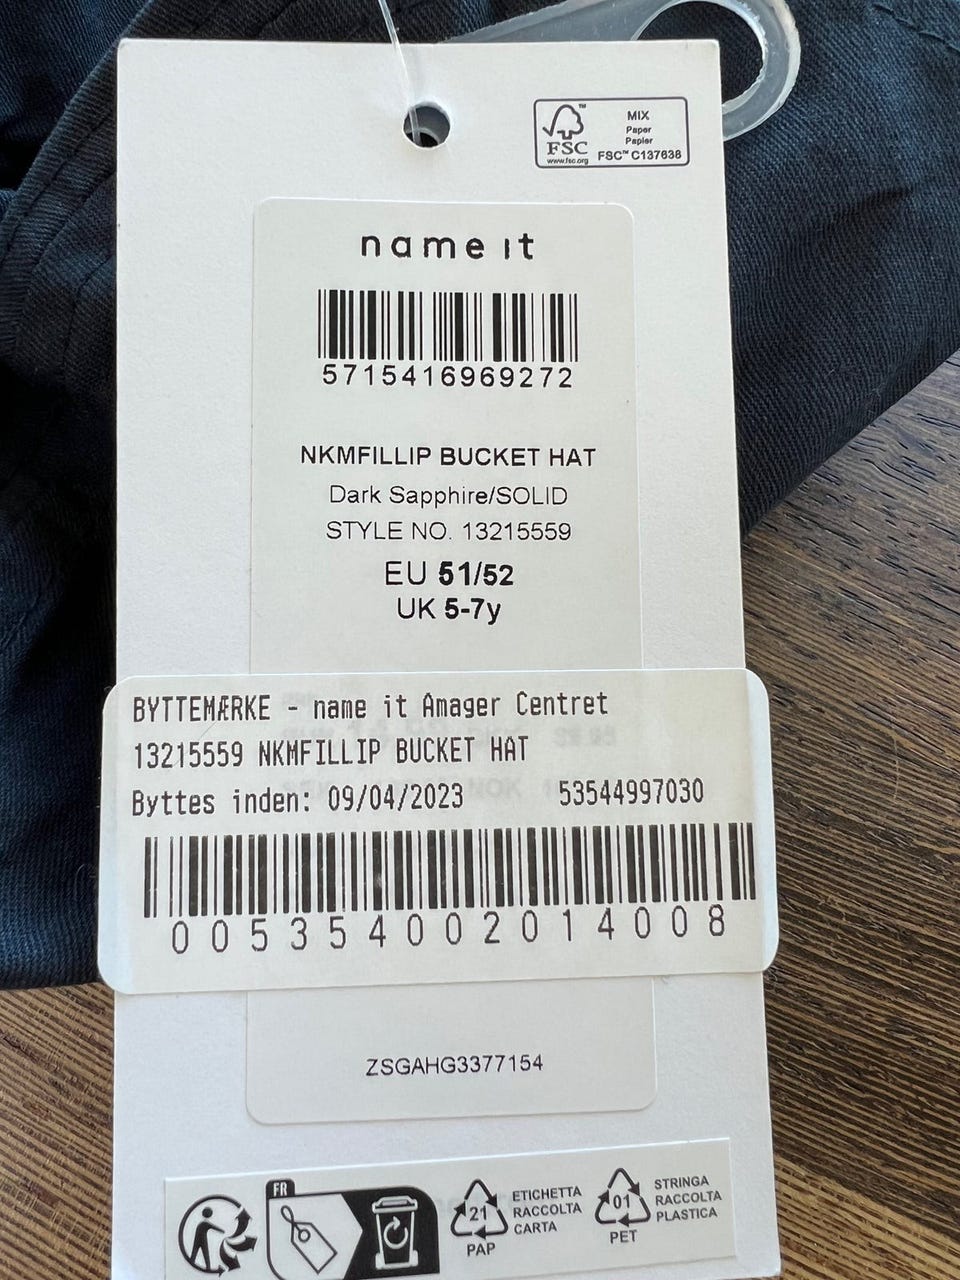 FSC™
www.fsc.org
MIX
Paper
Papier
FSC™ C137638
name it
5715416969272
NKMFILLIP BUCKET HAT
Dark Sapphire/SOLID
STYLE NO. 13215559
EU 51/52
UK 5-7y
BYTTEMÆRKE - name it Amager Centret
13215559 NKMFILLIP BUCKET HAT
Byttes inden: 09/04/2023 53544997030
005354002014008
ZSGAHG3377154
FR
21
PAP
ETICHETTA
RACCOLTA
CARTA
01
PET
STRINGA
RACCOLTA
PLASTICA